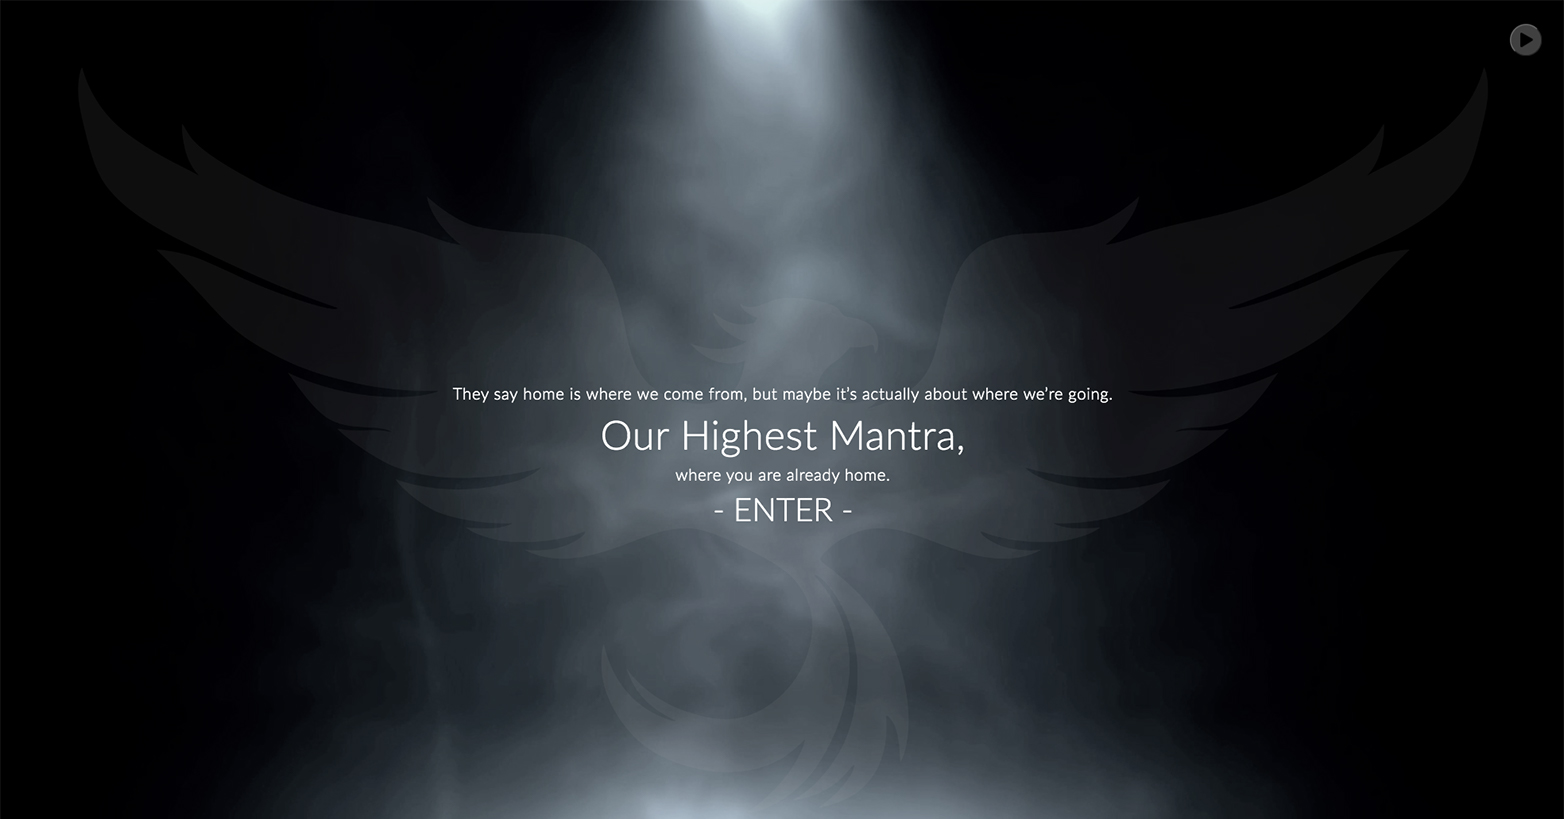 They say home is where we come from, but maybe it’s actually about where we’re going.
Our Highest Mantra,
where you are already home.
- ENTER -